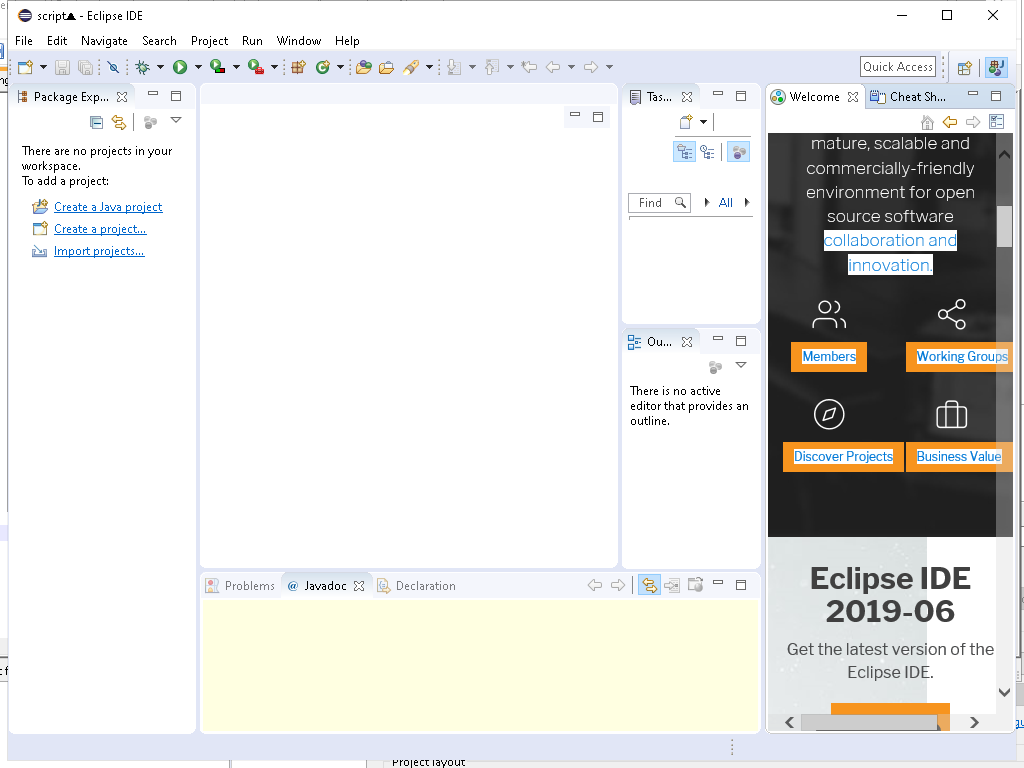 script▲ - Eclipse IDE
File Edit Navigate Search Project Run Window Help
Quick Access
Package Exp...
There are no projects in your
workspace.
To add a project:
Create a Java project
Create a project...
Import projects...
Tas...
Find
All
Ou...
There is no active
editor that provides an
outline.
Problems
@ Javadoc
Declaration
Welcome
Cheat Sh...
mature, scalable and
commercially-friendly
environment for open
source software
collaboration and
innovation.
Members
Working Groups
Discover Projects
Business Value
Eclipse IDE
2019-06
Get the latest version of the
Eclipse IDE.
Project layout